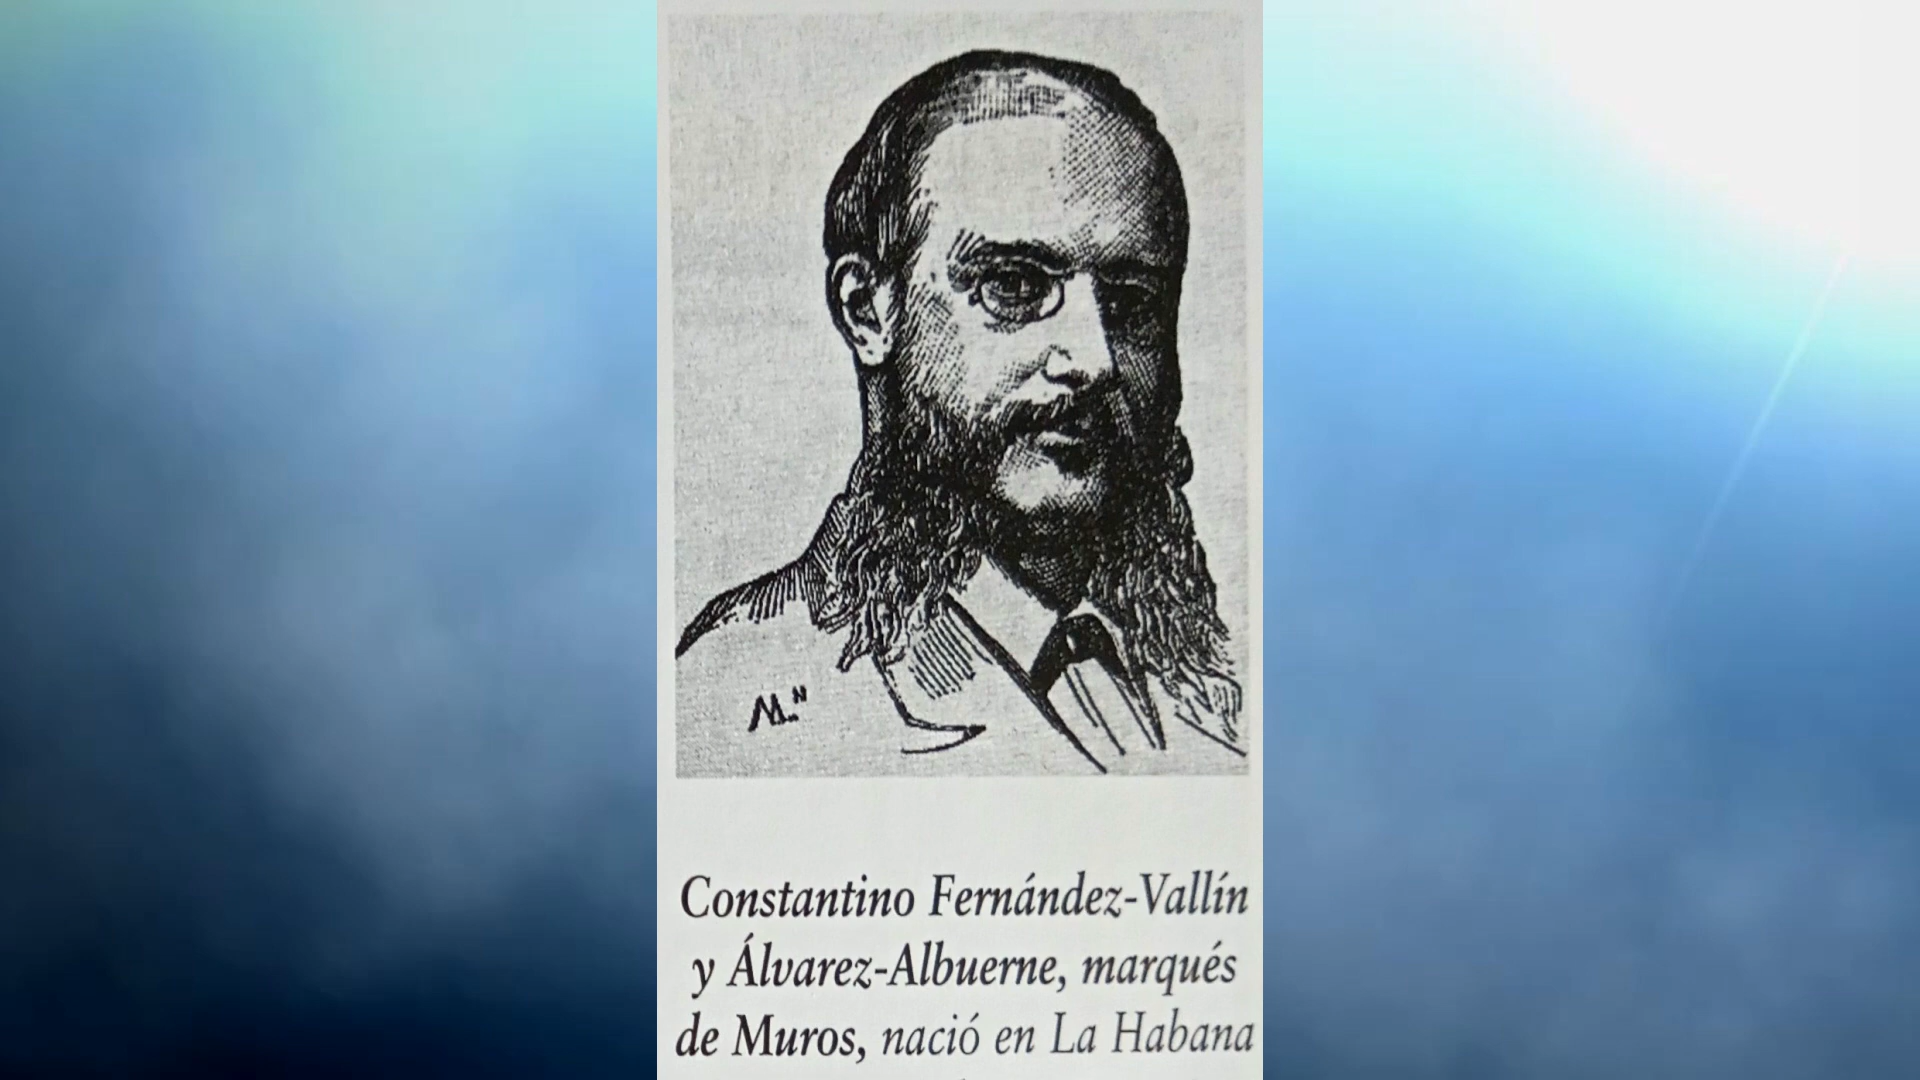 M."
Constantino Fernández-Vallín
y Álvarez-Albuerne, marqués
de Muros, nació en La Habana